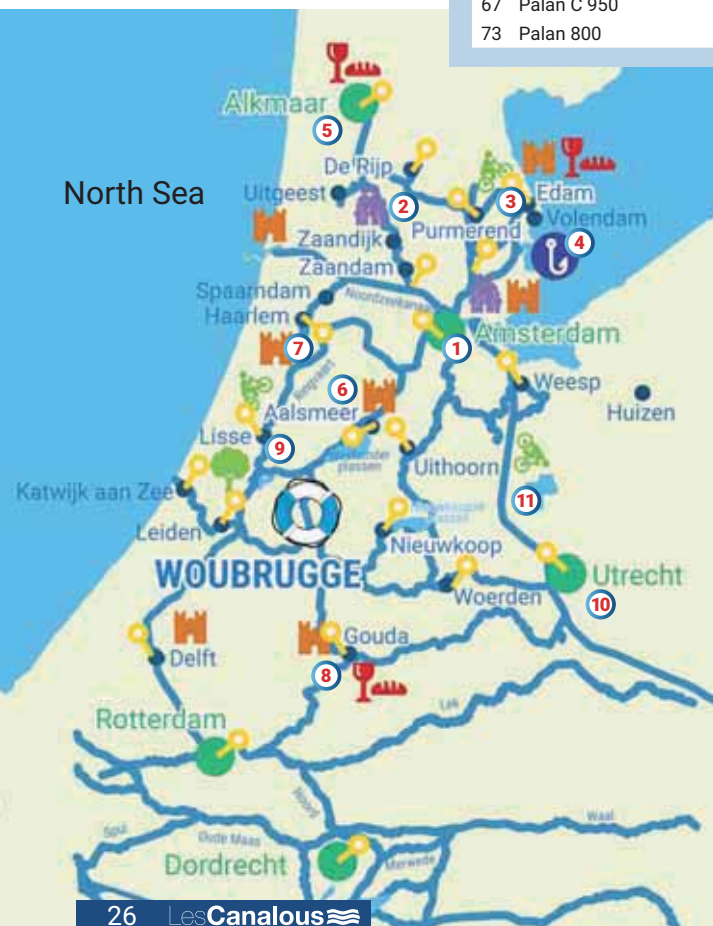 67 Palan C 950
73 Palan 800
Alkmaar
5
De Rijp
North Sea
Uitgeest
2
3
Edam
Volendam
Purmerend
4
Zaandijk
Zaandam
Spaarndam
Noordzeekanaal
Haarlem
Amsterdam
7
1
Ringvaart
6
Weesp
Aalsmeer
Huizen
Lisse
9
plassen
Uithoorn
Katwijk aan Zee
11
Leiden
Nieuwkoop
WOUBRUGGE
Utrecht
Woerden
10
Gouda
Delft
8
Lek
Rotterdam
Noord
Waal
Spui
Oude Maas
Merwede
Dordrecht
26 LesCanalous